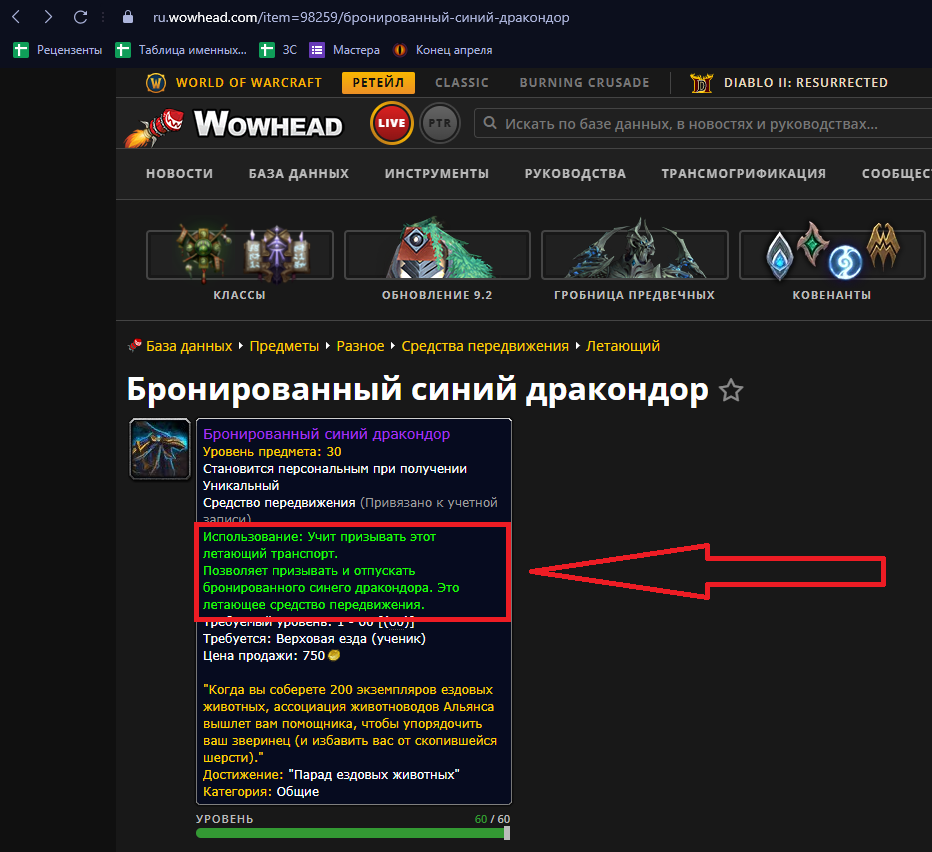 ru.wowhead.com/item=98259/бронированный-синий-дракондор
Рецензенты Таблица именных... ЗС Мастера Конец апреля
WORLD OF WARCRAFT РЕТЕЙЛ CLASSIC BURNING CRUSADE DIABLO II: RESURRECTED
WOWHEAD LIVE PTR Искать по базе данных, в новостях и руководствах...
НОВОСТИ БАЗА ДАННЫХ ИНСТРУМЕНТЫ РУКОВОДСТВА ТРАНСМОГРИФИКАЦИЯ СООБЩЕСТ
КЛАССЫ ОБНОВЛЕНИЕ 9.2 ГРОБНИЦА ПРЕДВЕЧНЫХ КОВЕНАНТЫ
База данных Предметы Разное Средства передвижения Летающий
Бронированный синий дракондор
Бронированный синий дракондор
Уровень предмета: 30
Становится персональным при получении
Уникальный
Средство передвижения (Привязано к учетной
записи)
Использование: Учит призывать этот
летающий транспорт.
Позволяет призывать и отпускать
бронированного синего дракондора. Это
летающее средство передвижения.
Требуемый уровень: 1 -
Требуется: Верховая езда (ученик)
Цена продажи: 750
"Когда вы соберете 200 экземпляров ездовых
животных, ассоциация животноводов Альянса
вышлет вам помощника, чтобы упорядочить
ваш зверинец (и избавить вас от скопившейся
шерсти)."
Достижение: "Парад ездовых животных"
Категория: Общие
УРОВЕНЬ 60 / 60